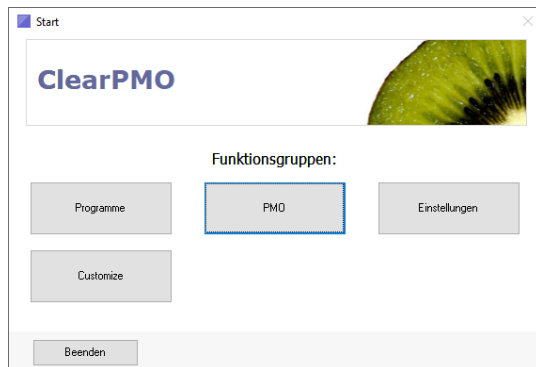 Start
ClearPMO
Funktionsgruppen:
Programme
PMO
Einstellungen
Customize
Beenden